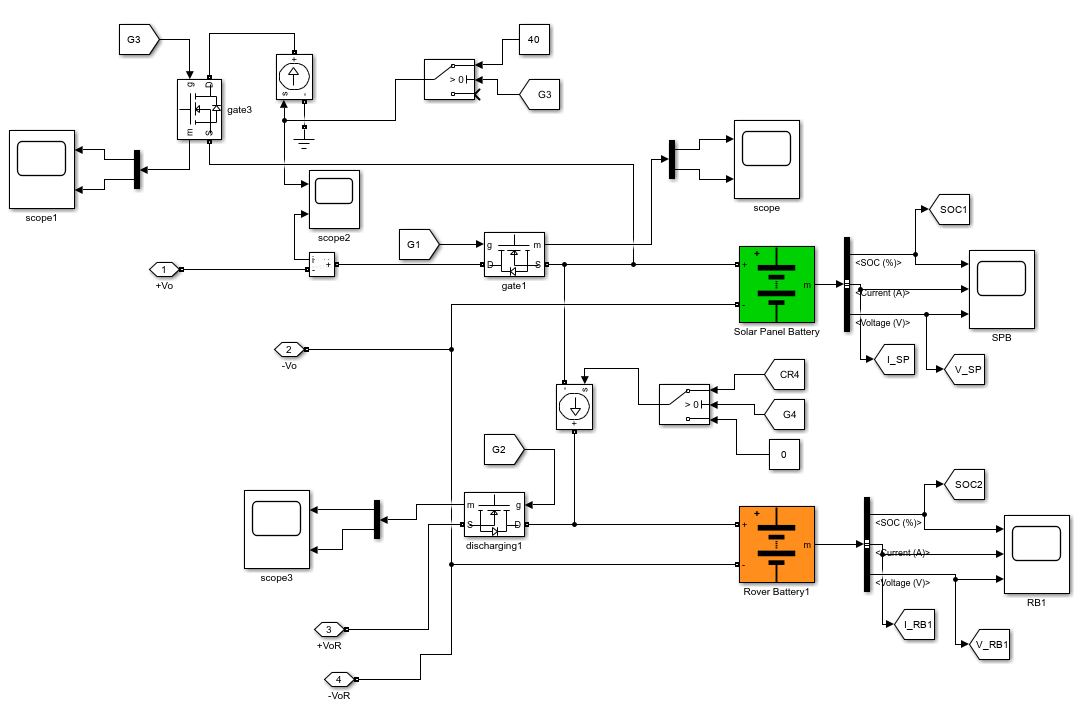 G3
40
G3
g
D
gate3
m
S
+
s
-
> 0
scope1
scope
scope2
G1
g
m
D
S
gate1
i
+
-
1
+Vo
2
-Vo
+
+
-
m
Solar Panel Battery
SOC1
<SOC (%)>
<Current (A)>
<Voltage (V)>
SPB
I_SP
V_SP
-
s
+
> 0
CR4
G4
0
G2
m
g
S
D
discharging1
scope3
+
+
-
m
Rover Battery1
SOC2
<SOC (%)>
<Current (A)>
<Voltage (V)>
RB1
I_RB1
V_RB1
3
+VoR
4
-VoR